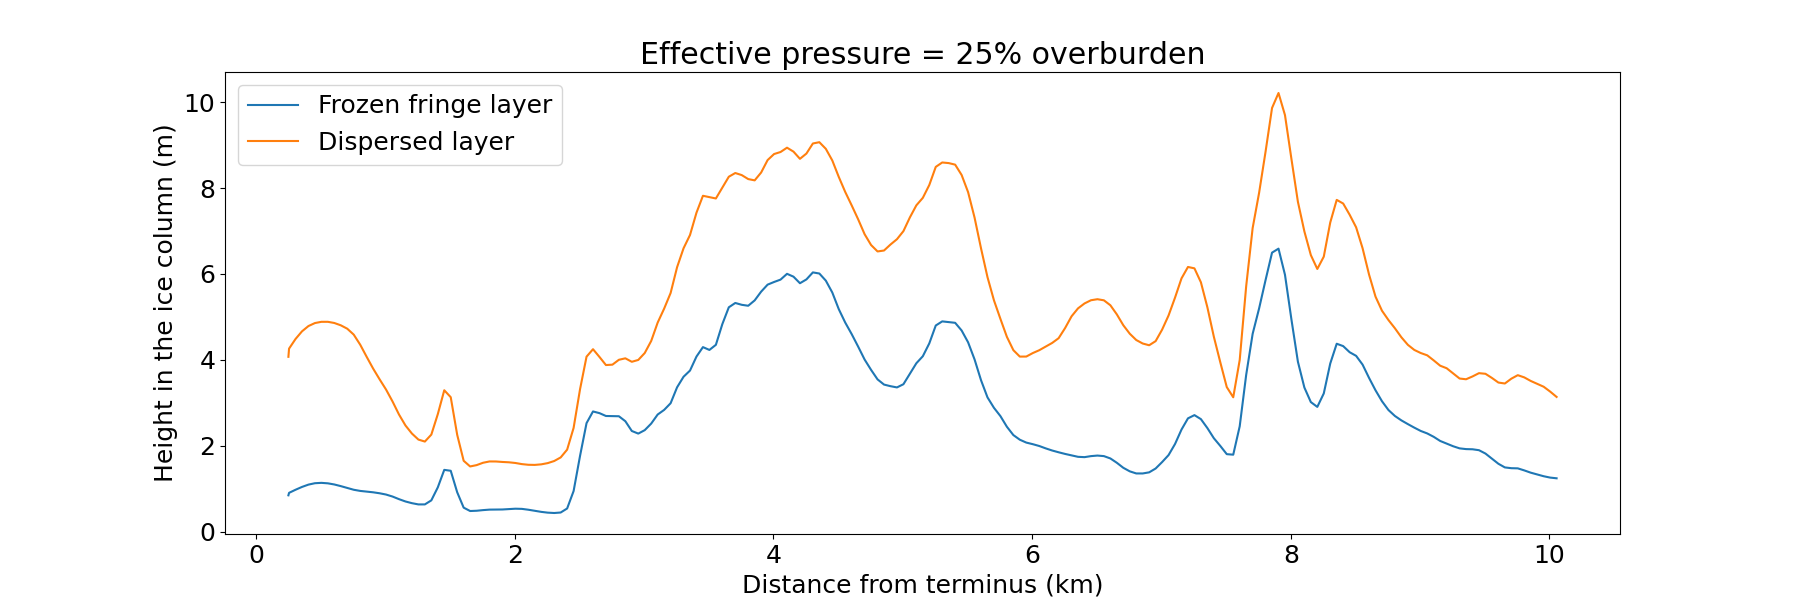 Effective pressure = 25% overburden
Frozen fringe layer
Dispersed layer
Height in the ice column (m)
10
8
6
4
2
0
0 2 4 6 8 10
Distance from terminus (km)